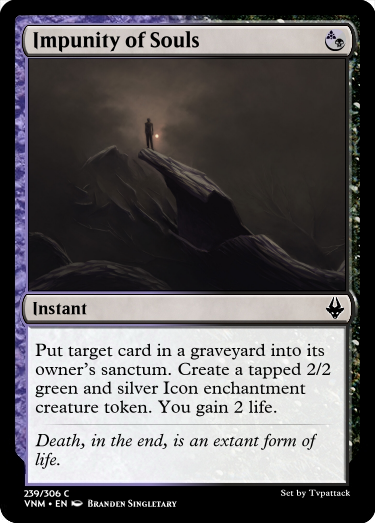 Impunity of Souls
Instant
Put target card in a graveyard into its
owner's sanctum. Create a tapped 2/2
green and silver Icon enchantment
creature token. You gain 2 life.
Death, in the end, is an extant form of
life.
239/306 C
VNM • EN Branden Singletary
Set by Tvpattack